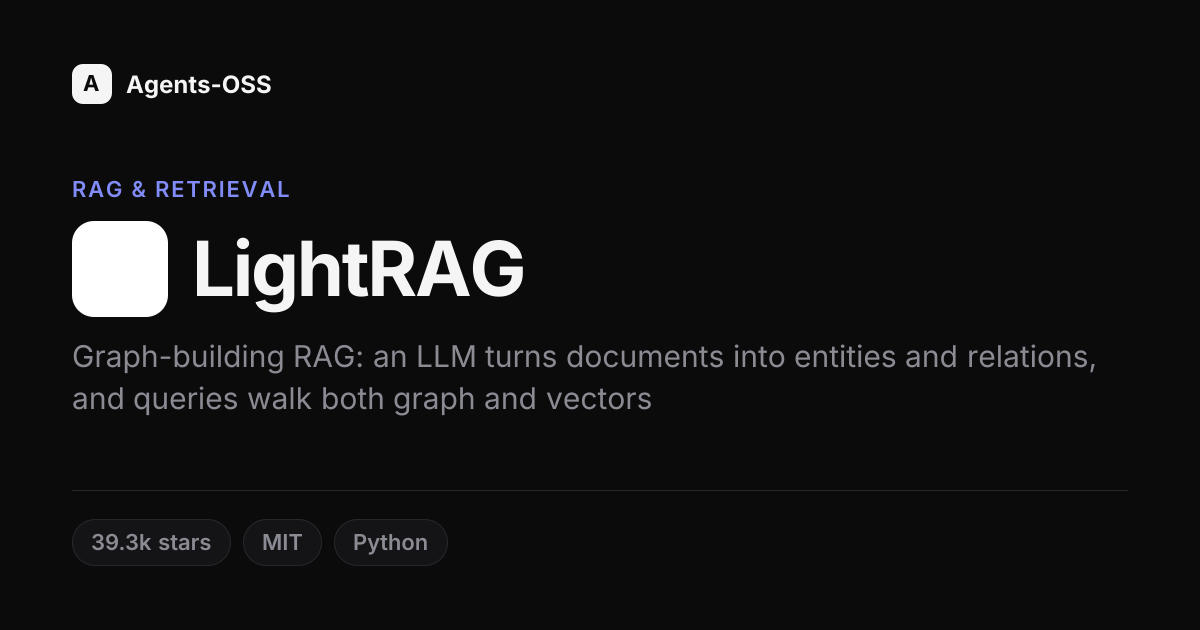 A Agents-OSS
RAG & RETRIEVAL
LightRAG
Graph-building RAG: an LLM turns documents into entities and relations,
and queries walk both graph and vectors
39.3k stars MIT Python